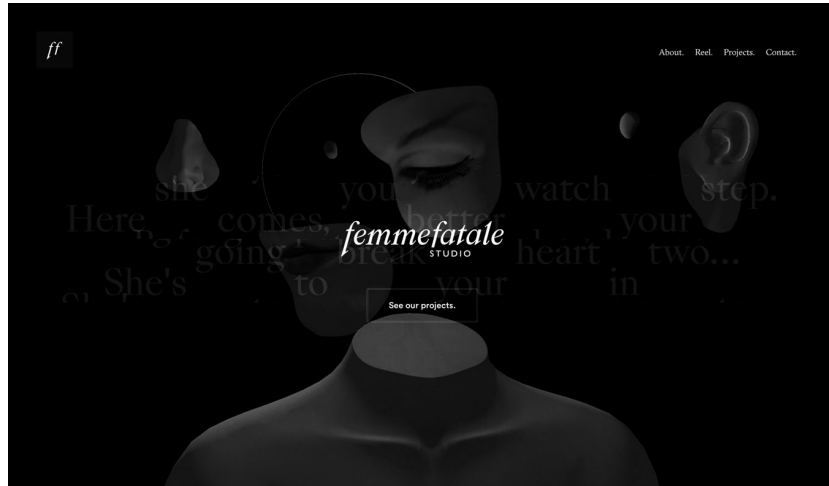 ff
About. Reel. Projects. Contact.
she you watch step.
Here comes, better your
going to break heart two...
She's to your in
femmefatale
STUDIO
See our projects.